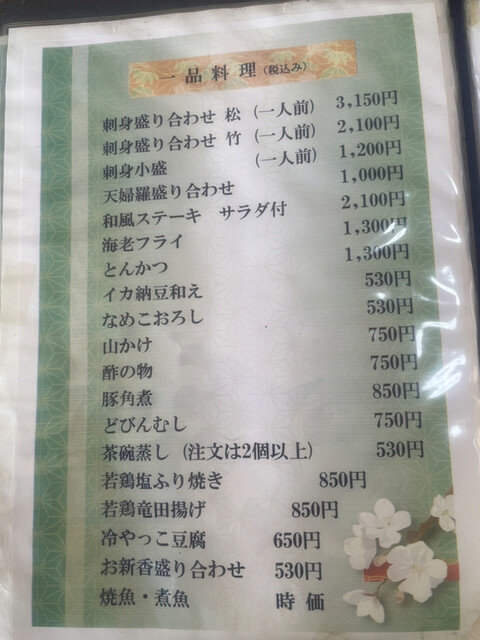 一品料理（税込み）
刺身盛り合わせ 松（一人前） 3,150円
刺身盛り合わせ 竹（一人前） 2,100円
刺身小盛 （一人前） 1,200円
天婦羅盛り合わせ 1,000円
和風ステーキ サラダ付 2,100円
海老フライ 1,300円
とんかつ 1,300円
イカ納豆和え 530円
なめこおろし 530円
山かけ 750円
酢の物 750円
豚角煮 850円
どびんむし 750円
茶碗蒸し（注文は2個以上） 530円
若鶏塩ふり焼き 850円
若鶏竜田揚げ 850円
冷やっこ豆腐 650円
お新香盛り合わせ 530円
焼魚・煮魚 時価